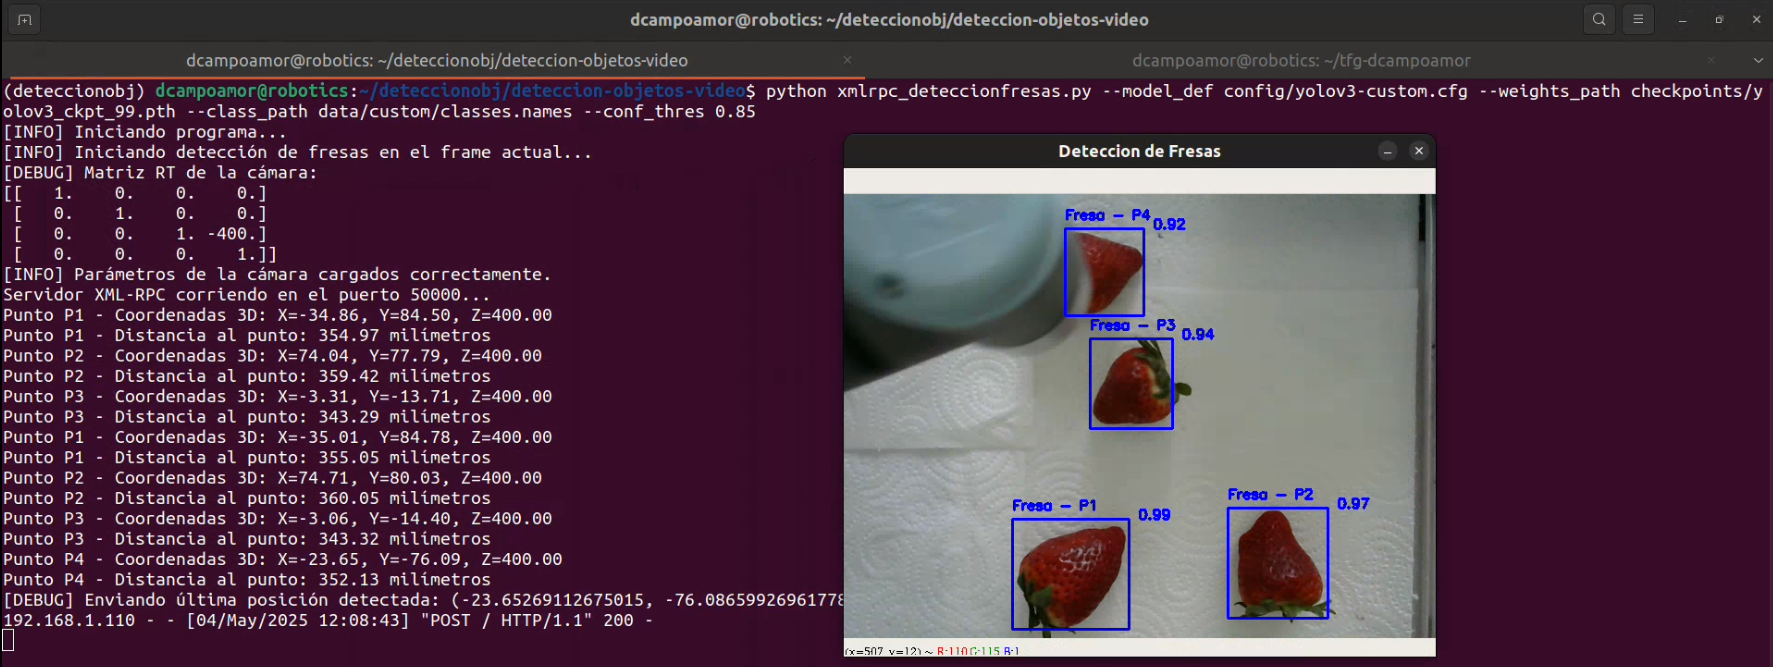 dcampoamor@robotics: ~/deteccionobj/deteccion-objetos-video
dcampoamor@robotics: ~/deteccionobj/deteccion-objetos-video
dcampoamor@robotics: ~/tfg-dcampoamor
(deteccionobj) dcampoamor@robotics:~/deteccionobj/deteccion-objetos-video$ python xmlrpc_deteccionfresas.py --model_def config/yolov3-custom.cfg --weights_path checkpoints/y
olov3_ckpt_99.pth --class_path data/custom/classes.names --conf_thres 0.85
[INFO] Iniciando programa...
[INFO] Iniciando detección de fresas en el frame actual...
[DEBUG] Matriz RT de la cámara:
[[   1.    0.    0.    0.]
 [   0.    1.    0.    0.]
 [   0.    0.    1. -400.]
 [   0.    0.    0.    1.]]
[INFO] Parámetros de la cámara cargados correctamente.
Servidor XML-RPC corriendo en el puerto 50000...
Punto P1 - Coordenadas 3D: X=-34.86, Y=84.50, Z=400.00
Punto P1 - Distancia al punto: 354.97 milímetros
Punto P2 - Coordenadas 3D: X=74.04, Y=77.79, Z=400.00
Punto P2 - Distancia al punto: 359.42 milímetros
Punto P3 - Coordenadas 3D: X=-3.31, Y=-13.71, Z=400.00
Punto P3 - Distancia al punto: 343.29 milímetros
Punto P1 - Coordenadas 3D: X=-35.01, Y=84.78, Z=400.00
Punto P1 - Distancia al punto: 355.05 milímetros
Punto P2 - Coordenadas 3D: X=74.71, Y=80.03, Z=400.00
Punto P2 - Distancia al punto: 360.05 milímetros
Punto P3 - Coordenadas 3D: X=-3.06, Y=-14.40, Z=400.00
Punto P3 - Distancia al punto: 343.32 milímetros
Punto P4 - Coordenadas 3D: X=-23.65, Y=-76.09, Z=400.00
Punto P4 - Distancia al punto: 352.13 milímetros
[DEBUG] Enviando última posición detectada: (-23.65269112675015, -76.08659926961778
192.168.1.110 - - [04/May/2025 12:08:43] "POST / HTTP/1.1" 200 -
Deteccion de Fresas
Fresa - P4 0.92
Fresa - P3 0.94
Fresa - P1 0.99
Fresa - P2 0.97
(x=507, y=12) ~ R:110 G:115 B:1